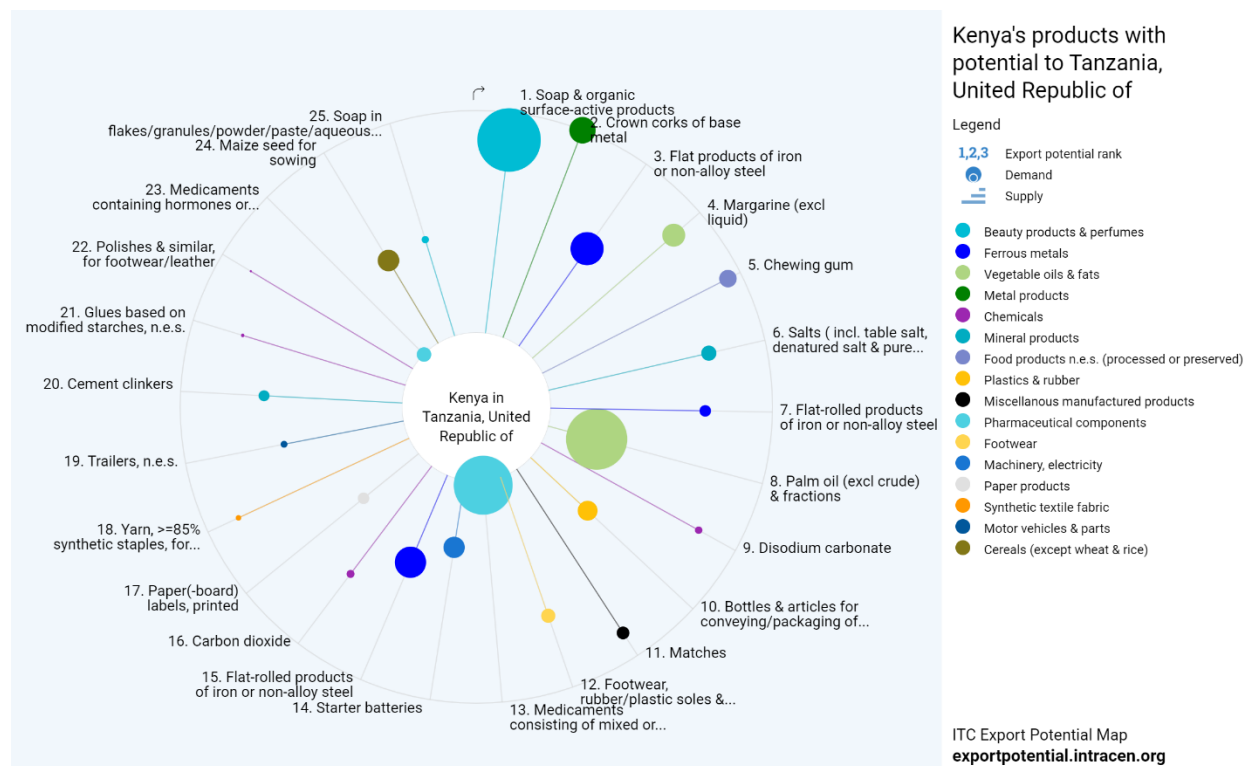 Kenya's products with
potential to Tanzania,
United Republic of
Legend
1,2,3 Export potential rank
Demand
Supply
Beauty products & perfumes
Ferrous metals
Vegetable oils & fats
Metal products
Chemicals
Mineral products
Food products n.e.s. (processed or preserved)
Plastics & rubber
Miscellanous manufactured products
Pharmaceutical components
Footwear
Machinery, electricity
Paper products
Synthetic textile fabric
Motor vehicles & parts
Cereals (except wheat & rice)
1. Soap & organic
surface-active products
2. Crown corks of base
metal
3. Flat products of iron
or non-alloy steel
4. Margarine (excl
liquid)
5. Chewing gum
6. Salts ( incl. table salt,
denatured salt & pure...
7. Flat-rolled products
of iron or non-alloy steel
8. Palm oil (excl crude)
& fractions
9. Disodium carbonate
10. Bottles & articles for
conveying/packaging of...
11. Matches
12. Footwear,
rubber/plastic soles &...
13. Medicaments
consisting of mixed or...
14. Starter batteries
15. Flat-rolled products
of iron or non-alloy steel
16. Carbon dioxide
17. Paper(-board)
labels, printed
18. Yarn, >=85%
synthetic staples, for...
19. Trailers, n.e.s.
20. Cement clinkers
21. Glues based on
modified starches, n.e.s.
22. Polishes & similar,
for footwear/leather
23. Medicaments
containing hormones or...
24. Maize seed for
sowing
25. Soap in
flakes/granules/powder/paste/aqueous...
Kenya in
Tanzania, United
Republic of
ITC Export Potential Map
exportpotential.intracen.org